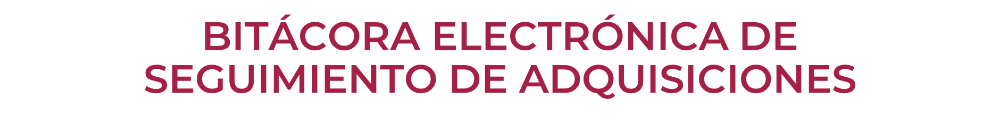 BITÁCORA ELECTRÓNICA DE
SEGUIMIENTO DE ADQUISICIONES